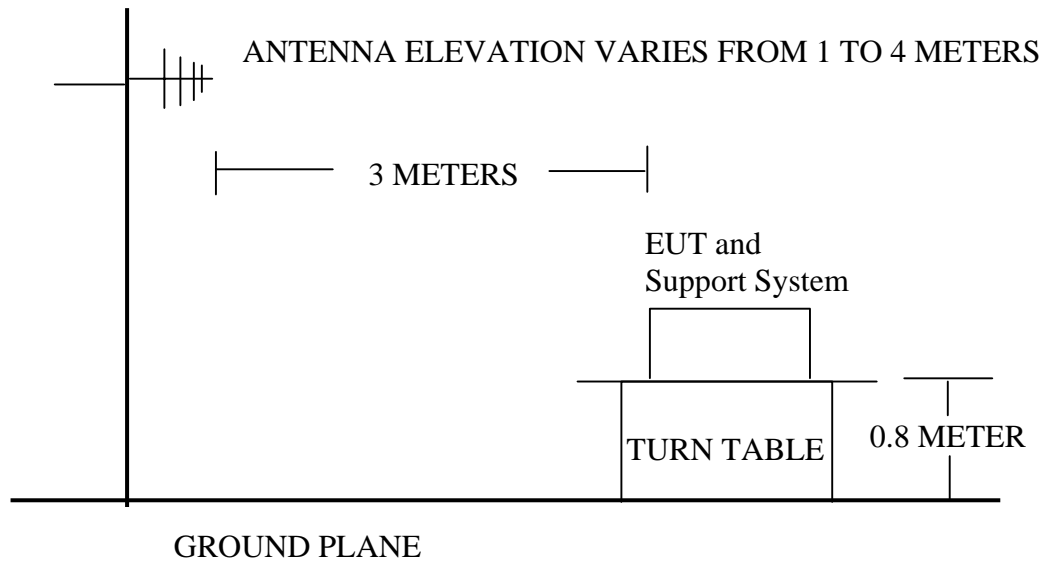 ANTENNA ELEVATION VARIES FROM 1 TO 4 METERS
3 METERS
EUT and
Support System
TURN TABLE
0.8 METER
GROUND PLANE